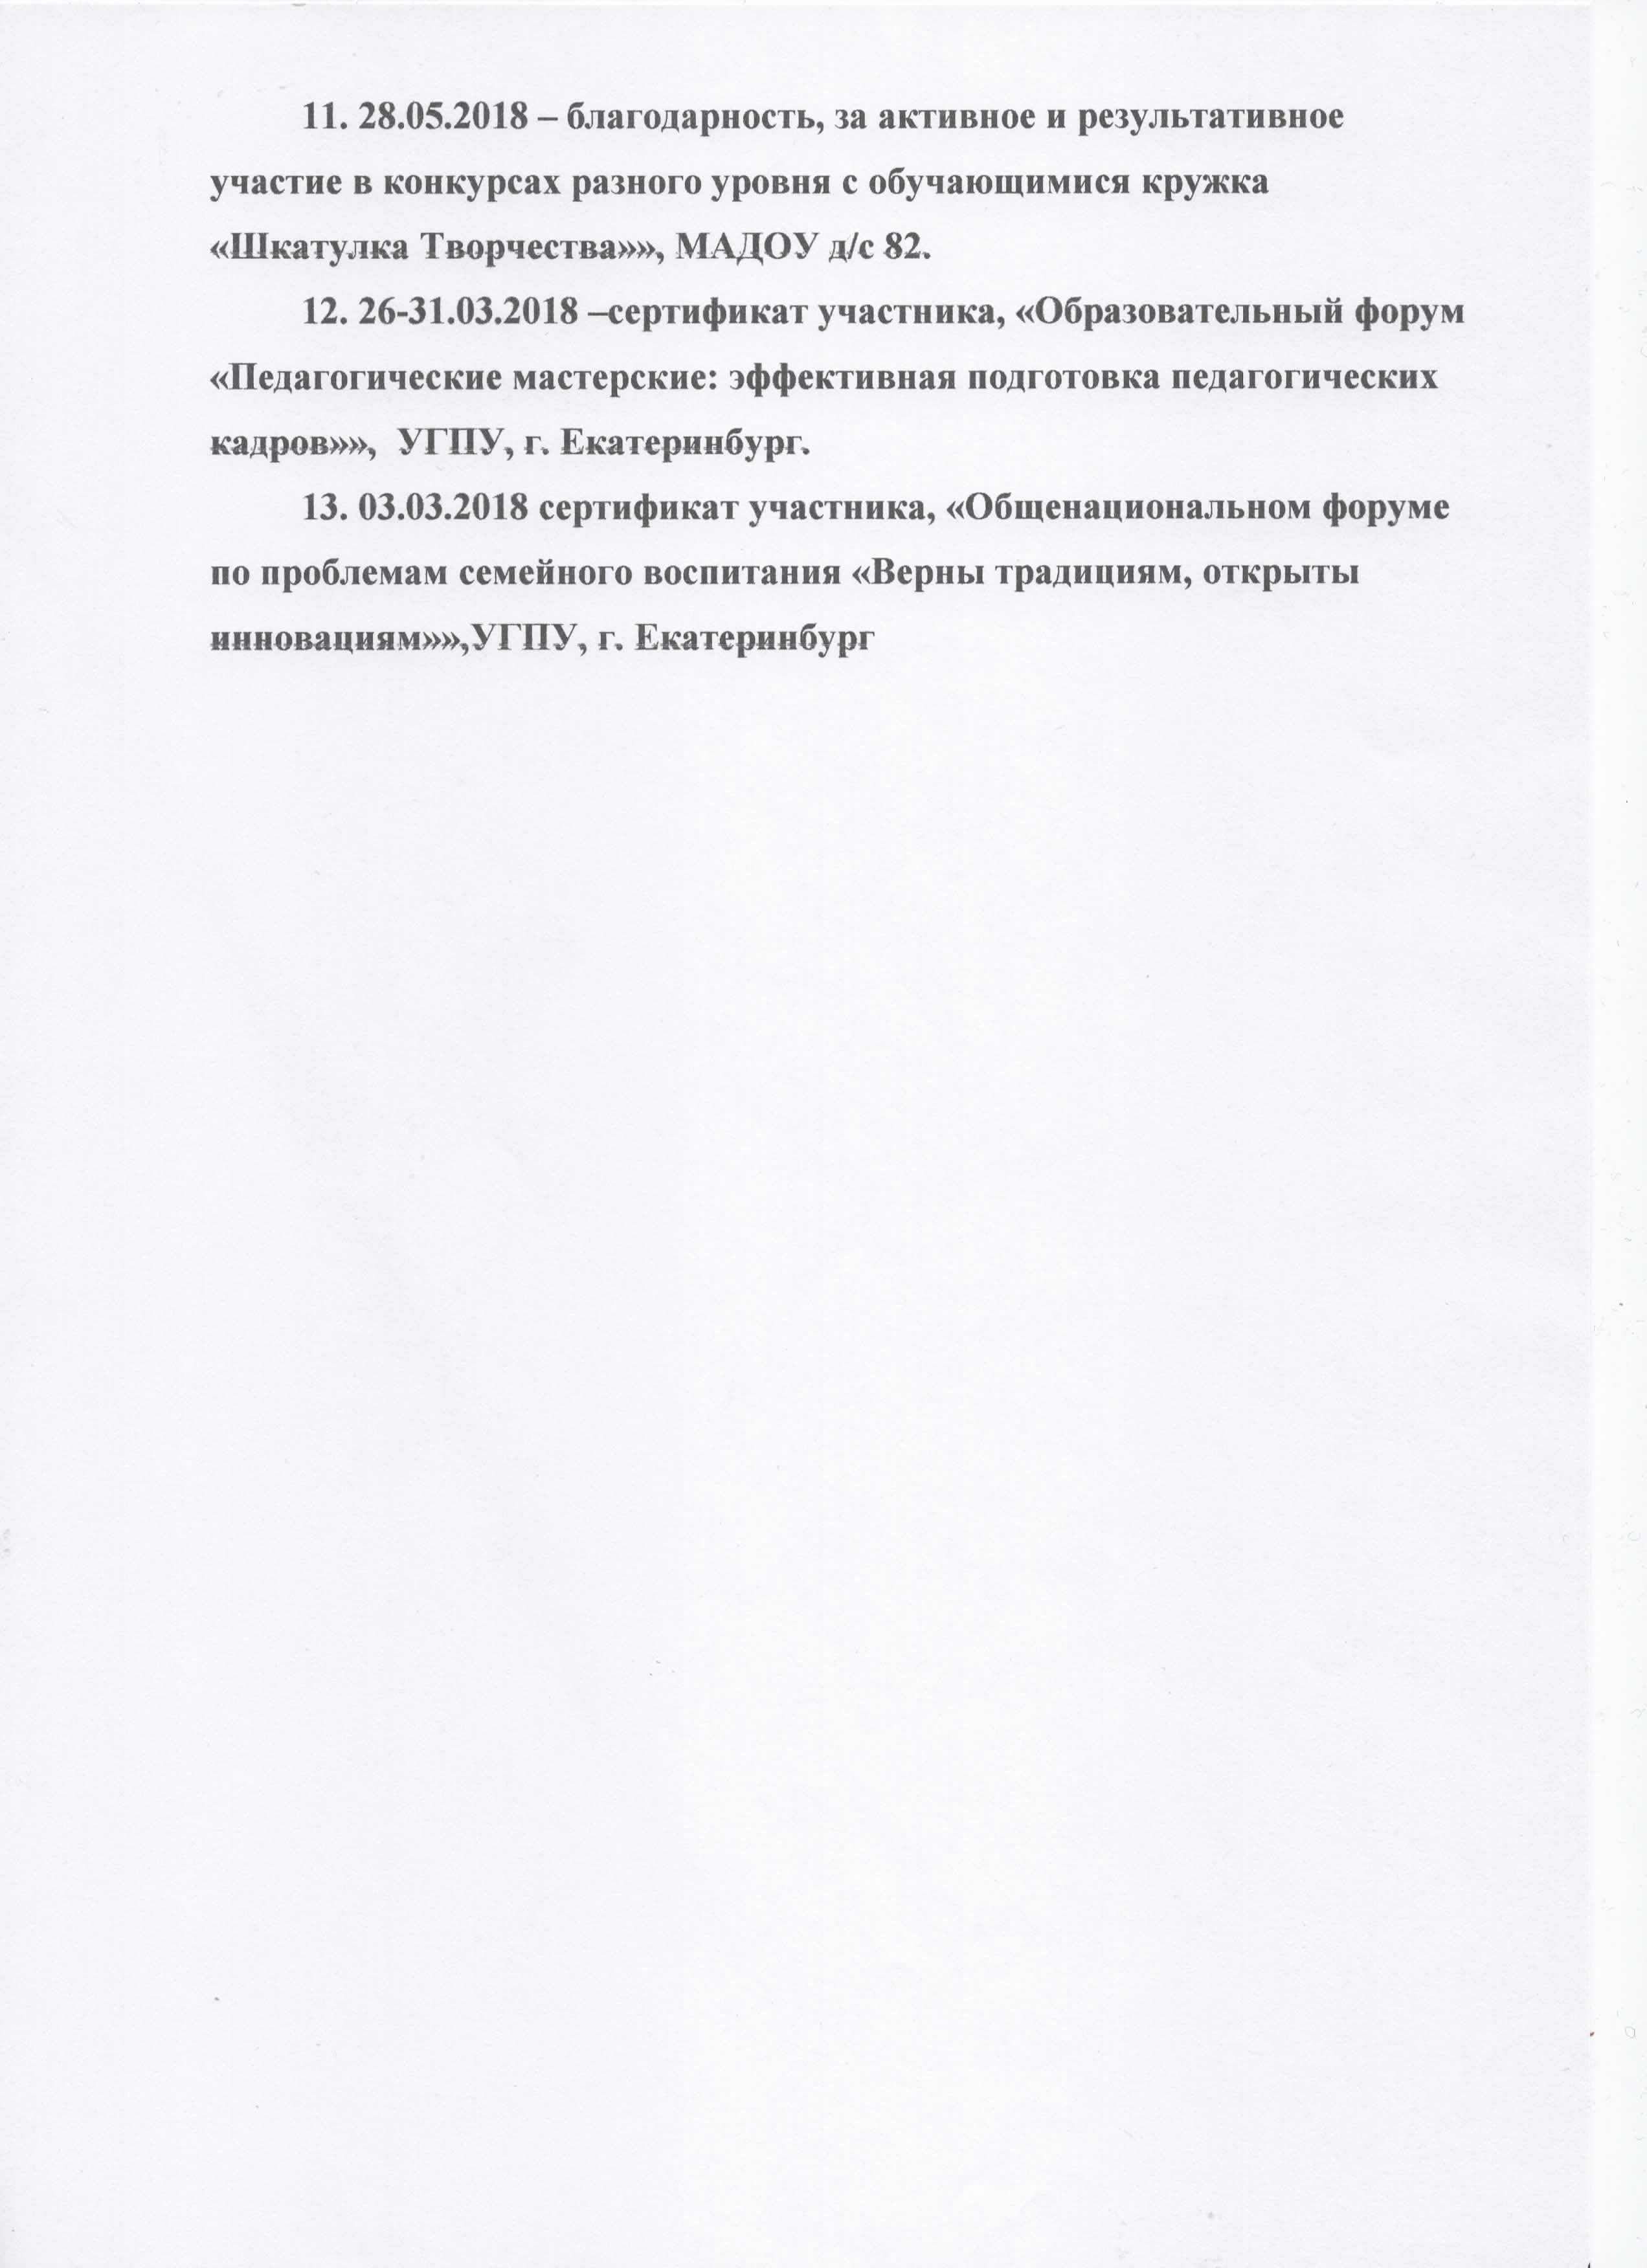 11. 28.05.2018 – благодарность, за активное и результативное
участие в конкурсах разного уровня с обучающимися кружка
«Шкатулка Творчества»», МАДОУ д/с 82.
12. 26-31.03.2018 –сертификат участника, «Образовательный форум
«Педагогические мастерские: эффективная подготовка педагогических
кадров»», УГПУ, г. Екатеринбург.
13. 03.03.2018 сертификат участника, «Общенациональном форуме
по проблемам семейного воспитания «Верны традициям, открыты
инновациям»»,УГПУ, г. Екатеринбург